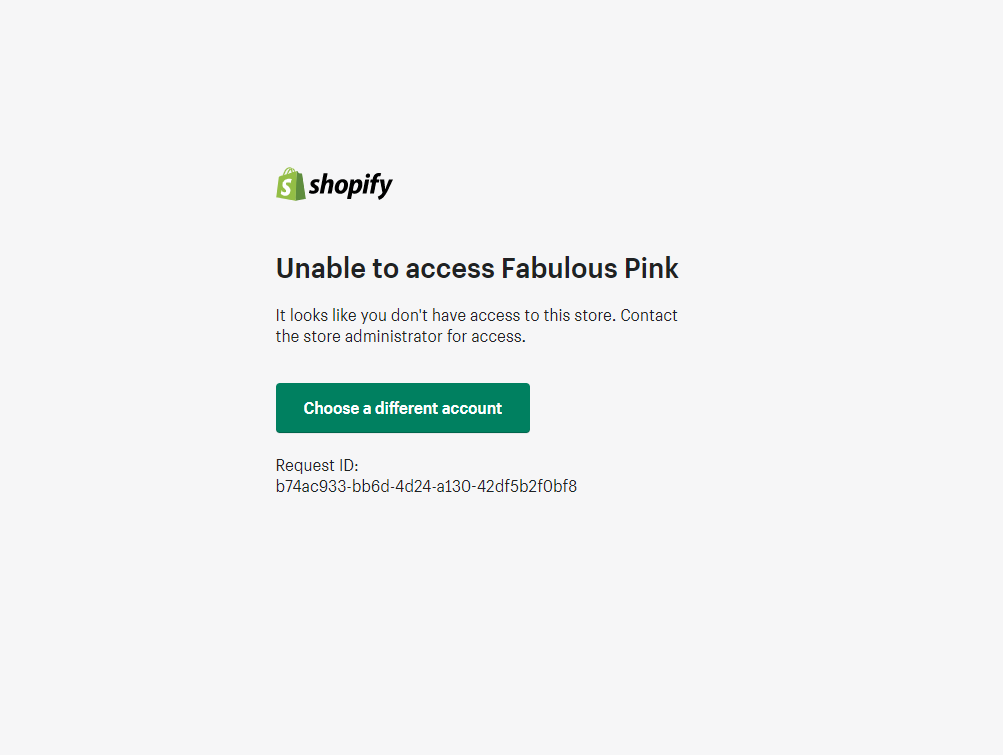 shopify
Unable to access Fabulous Pink
It looks like you don't have access to this store. Contact
the store administrator for access.
Choose a different account
Request ID:
b74ac933-bb6d-4d24-a130-42df5b2f0bf8